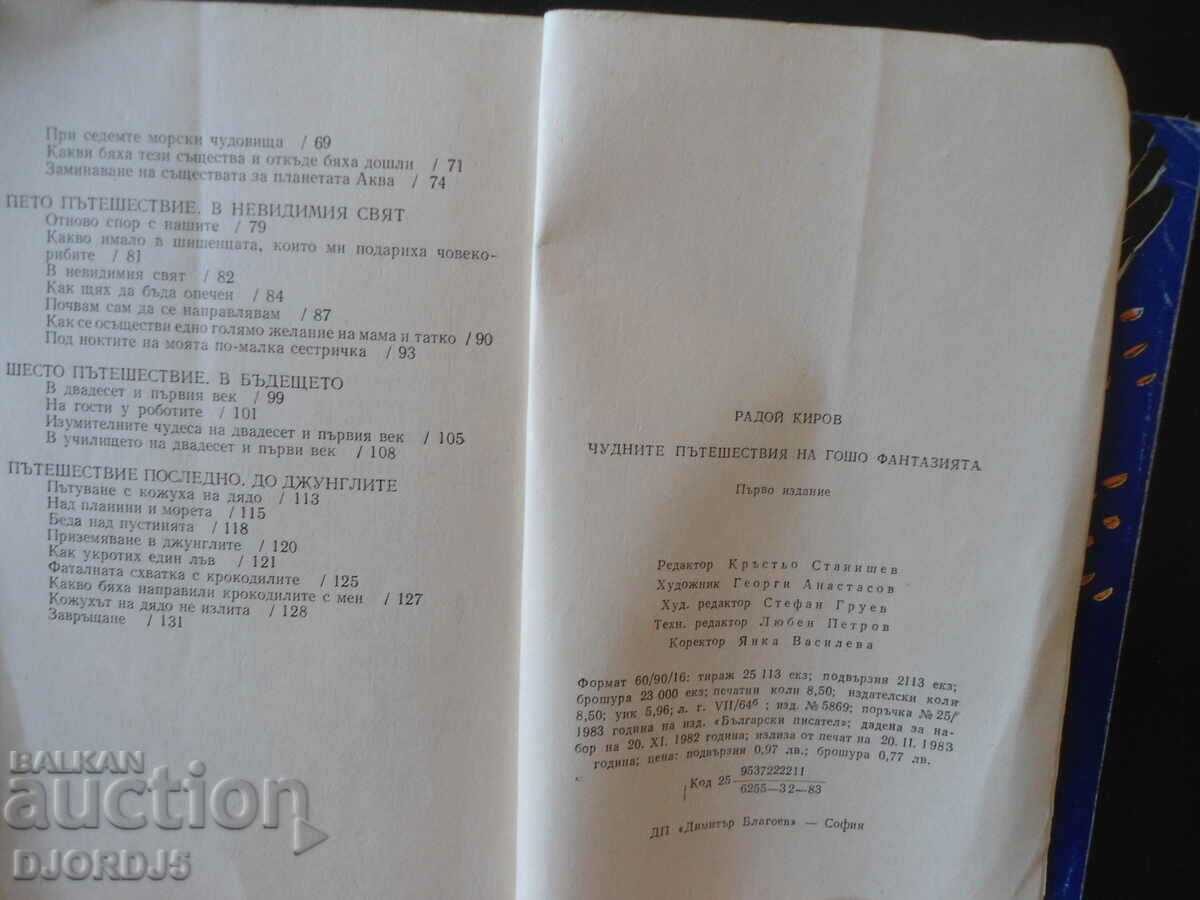 При седемте морски чудовища / 69
Какви бяха тези същества и откъде бяха дошли / 71
Заминаване на съществата за планетата Аква / 74
ПЕТО ПЪТЕШЕСТВИЕ. В НЕВИДИМИЯ СВЯТ
Отново спор с нашите / 79
Какво имало в шишенцата, които ми подариха човеко-
рибите / 81
В невидимия свят / 82
Как щях да бъда опечен / 84
Почвам сам да се направлявам / 87
Как се осъществи едно голямо желание на мама и татко / 90
Под ноктите на моята по-малка сестричка / 93
ШЕСТО ПЪТЕШЕСТВИЕ. В БЪДЕЩЕТО
В двадесет и първия век / 99
На гости у роботите / 101
Изумителните чудеса на двадесет и първия век / 105
В училището на двадесет и първи век / 108
ПЪТЕШЕСТВИЕ ПОСЛЕДНО. ДО ДЖУНГЛИТЕ
Пътуване с кожуха на дядо / 113
Над планини и морета / 115
Беда над пустинята / 118
Приземяване в джунглите / 120
Как укротих един лъв / 121
Фаталната схватка с крокодилите / 125
Какво бяха направили крокодилите с мен / 127
Кожухът на дядо не излита / 128
Завръщане / 131
РАДОЙ КИРОВ
ЧУДНИТЕ ПЪТЕШЕСТВИЯ НА ГОШО ФАНТАЗИЯТА
Първо издание
Редактор Кръстьо Станишев
Художник Георги Анастасов
Худ. редактор Стефан Груев
Техн. редактор Любен Петров
Коректор Янка Василева
Формат 60/90/16: тираж 25 113 екз; подвързия 2113 екз;
брошура 23 000 екз; печатни коли 8,50; издателски коли
8,50; уик 5,96; л. г. VII/64б ; изд. № 5869; поръчка № 25/
1983 година на изд. «Български писател»; дадена за на-
бор на 20. XI. 1982 година; излиза от печат на 20. II. 1983
година; цена: подвързия 0,97 лв.; брошура 0,77 лв.
Код 25 9537222211
6255—32—83
ДП «Димитър Благоев» — София
BALKAN
auction
DJORDJ5